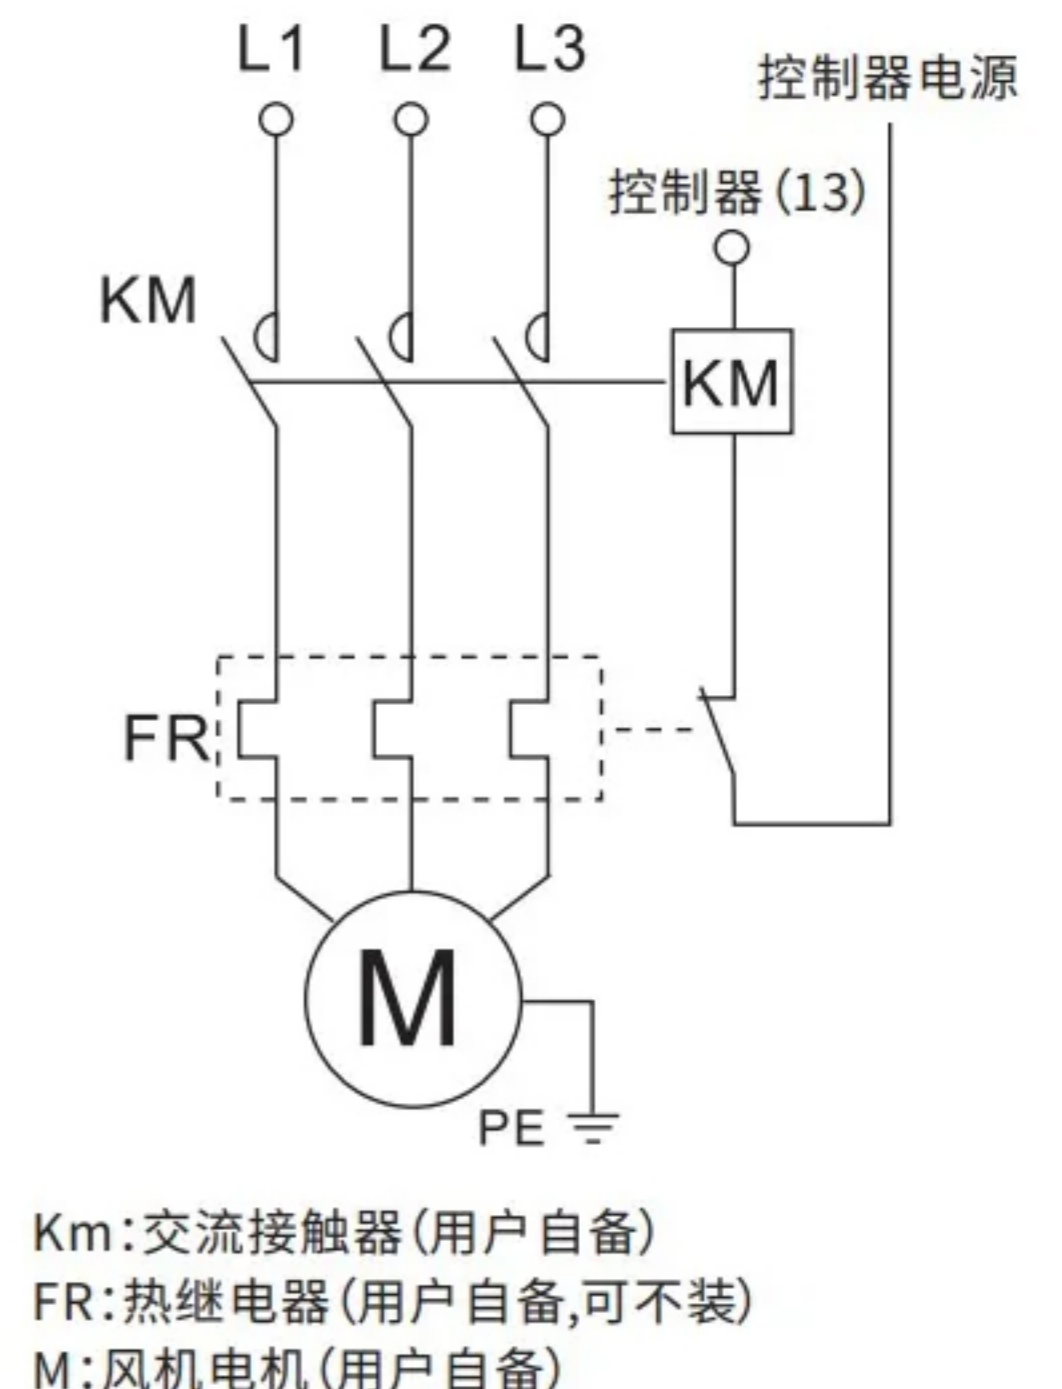 L1 L2 L3
控制器电源
控制器(13)
KM
KM
FR
M
PE
Km:交流接触器(用户自备)
FR:热继电器(用户自备,可不装)
M:风机电机(用户自备)